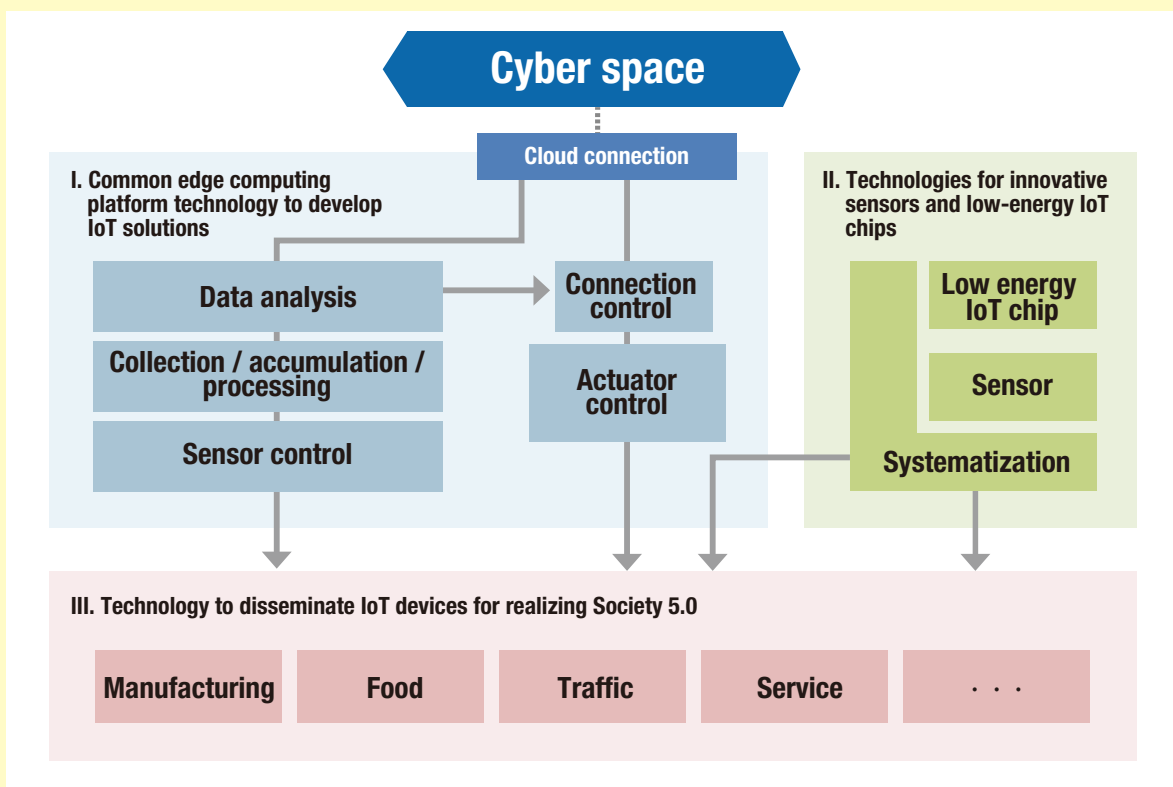 Cyber space
Cloud connection
I. Common edge computing
platform technology to develop
IoT solutions
Data analysis
Collection / accumulation /
processing
Sensor control
Connection
control
Actuator
control
II. Technologies for innovative
sensors and low-energy IoT
chips
Low energy
IoT chip
Sensor
Systematization
III. Technology to disseminate IoT devices for realizing Society 5.0
Manufacturing
Food
Traffic
Service
· · ·